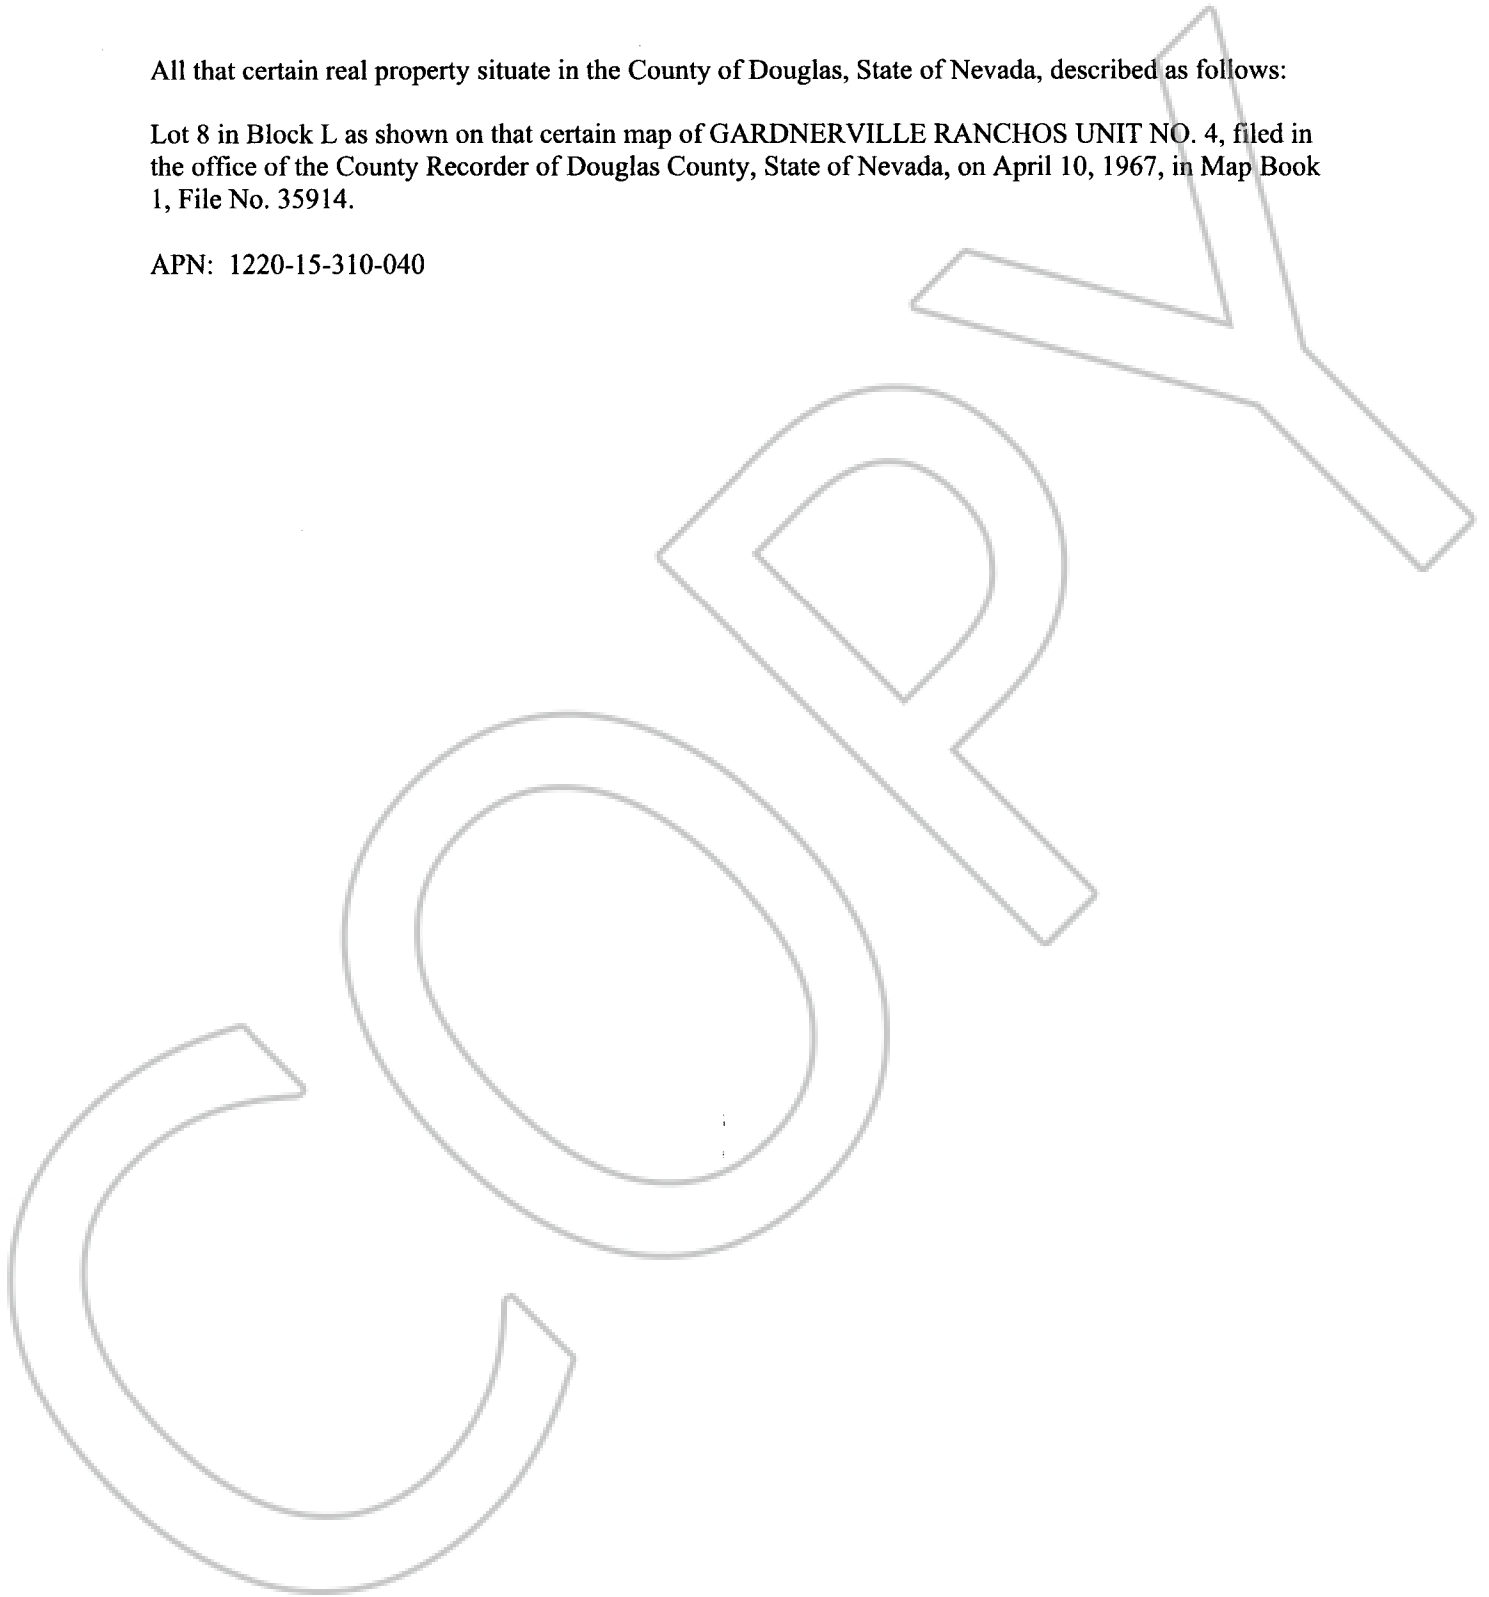 All that certain real property situate in the County of Douglas, State of Nevada, described as follows:
Lot 8 in Block L as shown on that certain map of GARDNERVILLE RANCHOS UNIT NO. 4, filed in
the office of the County Recorder of Douglas County, State of Nevada, on April 10, 1967, in Map Book
1, File No. 35914.
APN: 1220-15-310-040
COPY